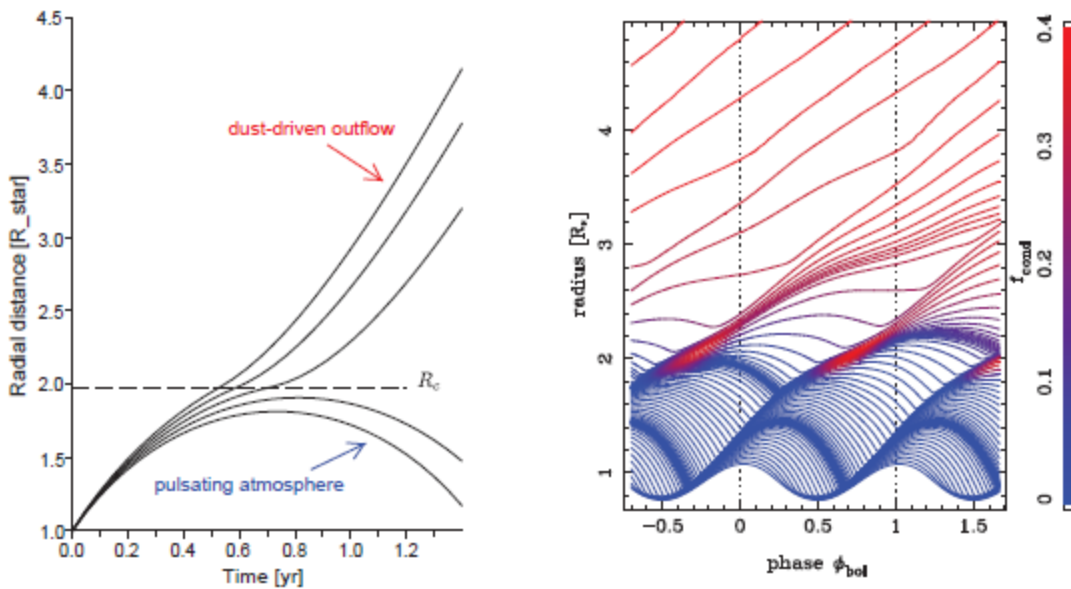 4.5
4.0
3.5
3.0
2.5
2.0
1.5
1.0
0.0 0.2 0.4 0.6 0.8 1.0 1.2
Time [yr]
Radial distance [R_star]
dust-driven outflow
R_c
pulsating atmosphere
4
3
2
1
−0.5 0 0.5 1 1.5
phase ϕ_bol
radius [R_*]
0.4
0.3
0.2
0.1
0
f_cond